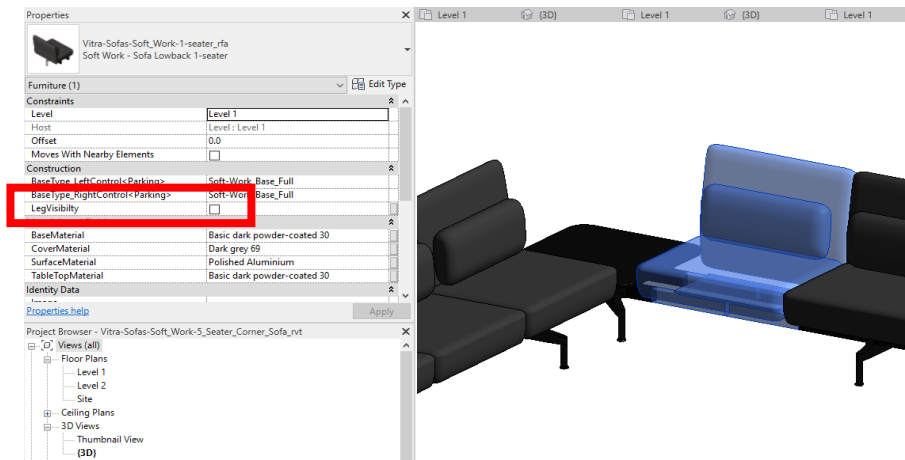 Properties
Level 1
{3D}
Level 1
{3D}
Level 1
Vitra-Sofas-Soft_Work-1-seater_rfa
Soft Work - Sofa Lowback 1-seater
Furniture (1)
Edit Type
Constraints
Level Level 1
Host Level : Level 1
Offset 0.0
Moves With Nearby Elements
Construction
BaseType_LeftControl<Parking> Soft-Work_Base_Full
BaseType_RightControl<Parking> Soft-Work_Base_Full
LegVisibilty
BaseMaterial Basic dark powder-coated 30
CoverMaterial Dark grey 69
SurfaceMaterial Polished Aluminium
TableTopMaterial Basic dark powder-coated 30
Identity Data
Properties help
Apply
Project Browser - Vitra-Sofas-Soft_Work-5_Seater_Corner_Sofa_rvt
Views (all)
Floor Plans
Level 1
Level 2
Site
Ceiling Plans
3D Views
Thumbnail View
{3D}